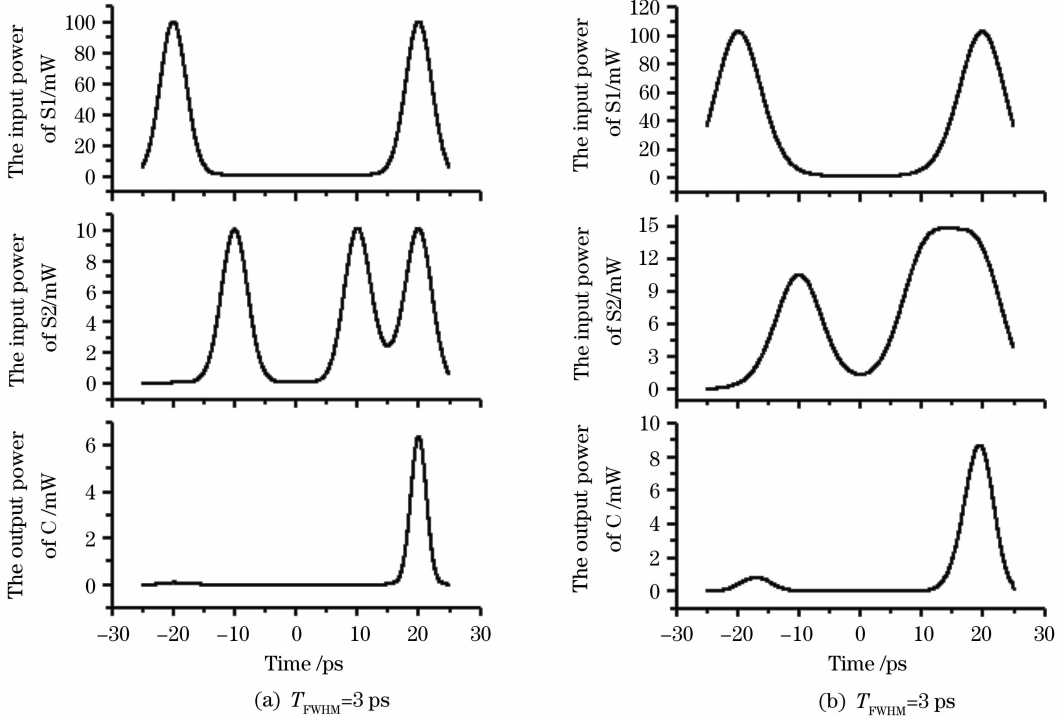 The input power
of S1/mW
100
80
60
40
20
0
The input power
of S2/mW
10
8
6
4
2
0
The output power
of C /mW
6
4
2
0
−30 −20 −10 0 10 20 30
Time /ps
(a) T_FWHM=3 ps
The input power
of S1/mW
120
100
80
60
40
20
0
The input power
of S2/mW
15
12
9
6
3
0
The output power
of C /mW
10
8
6
4
2
0
−30 −20 −10 0 10 20 30
Time /ps
(b) T_FWHM=3 ps